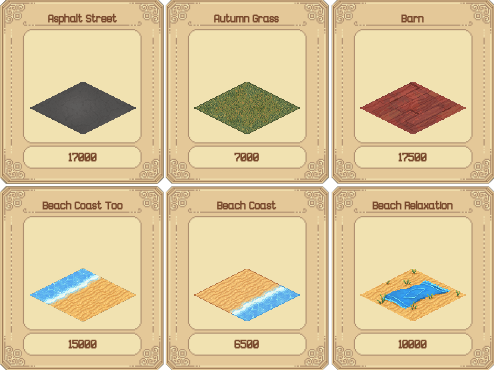 Asphalt Street
Autumn Grass
Barn
17000
7000
17500
Beach Coast Too
Beach Coast
Beach Relaxation
15000
6500
10000